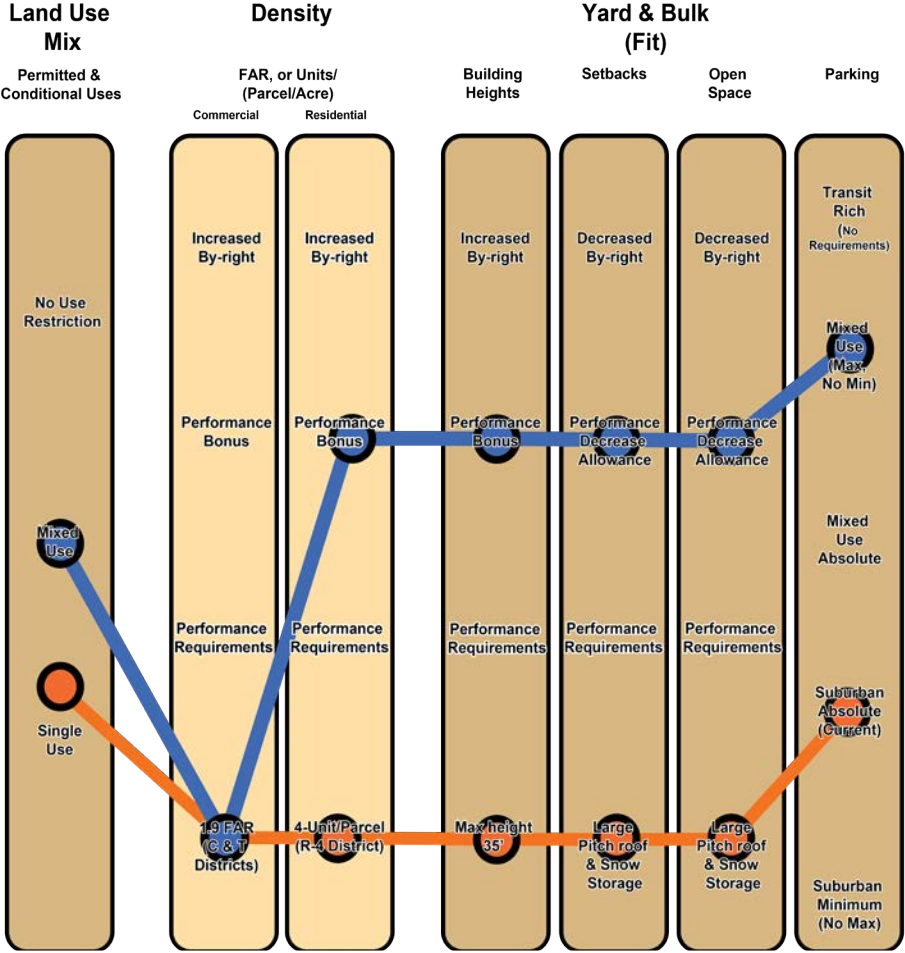 Land Use
Mix
Density
Yard & Bulk
(Fit)
Permitted &
Conditional Uses
FAR, or Units/
(Parcel/Acre)
Commercial
Residential
Building
Heights
Setbacks
Open
Space
Parking
No Use
Restriction
Mixed
Use
Single
Use
Increased
By-right
Performance
Bonus
Performance
Requirements
1.9 FAR
(C & T
Districts)
Increased
By-right
Performance
Bonus
Performance
Requirements
4-Unit/Parcel
(R-4 District)
Increased
By-right
Performance
Bonus
Performance
Requirements
Max height
35'
Decreased
By-right
Performance
Decrease
Allowance
Performance
Requirements
Large
Pitch roof
& Snow
Storage
Decreased
By-right
Performance
Decrease
Allowance
Performance
Requirements
Large
Pitch roof
& Snow
Storage
Transit
Rich
(No
Requirements)
Mixed
Use
(Max,
No Min)
Mixed
Use
Absolute
Suburban
Absolute
(Current)
Suburban
Minimum
(No Max)